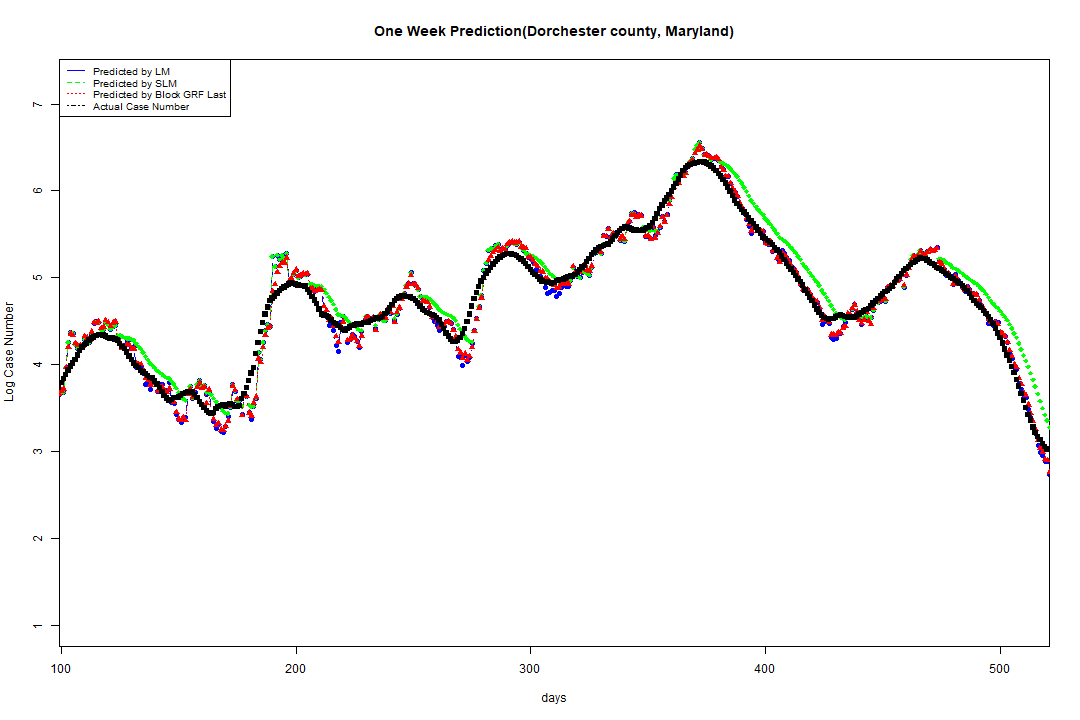 One Week Prediction(Dorchester county, Maryland)
Predicted by LM
Predicted by SLM
Predicted by Block GRF Last
Actual Case Number
7
6
5
4
3
2
1
Log Case Number
100 200 300 400 500
days